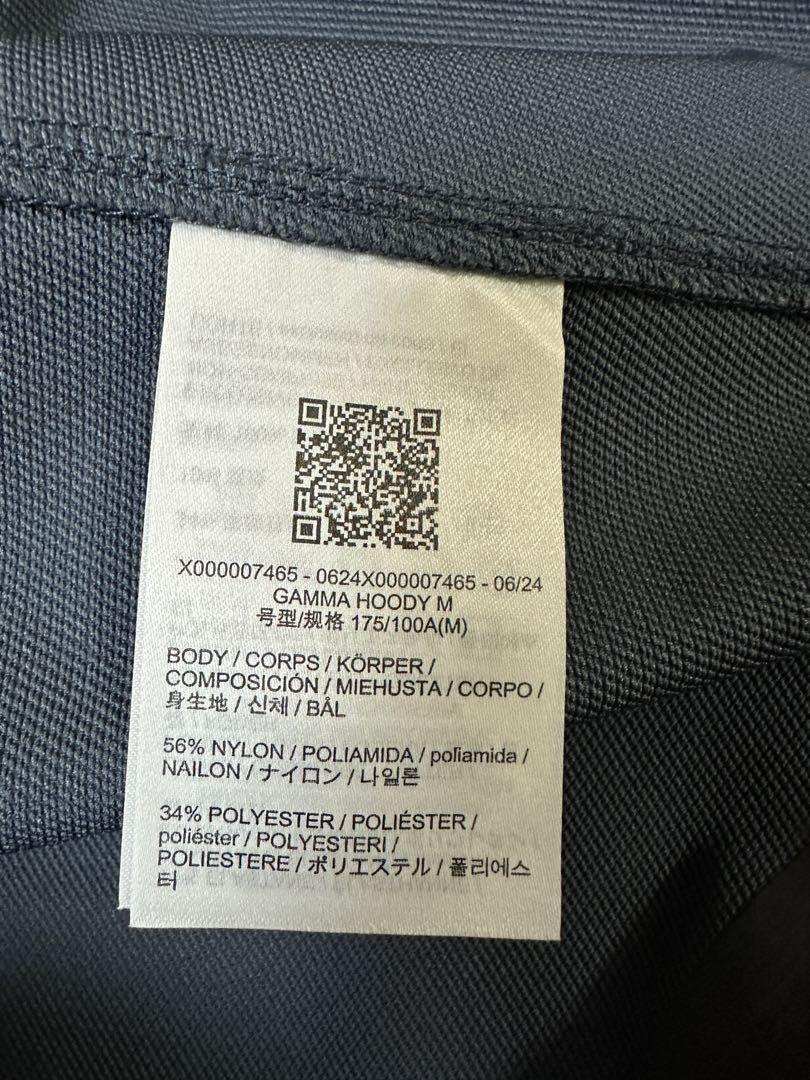 X000007465 - 0624X000007465 - 06/24
GAMMA HOODY M
号型/规格 175/100A(M)
BODY / CORPS / KÖRPER /
COMPOSICIÓN / MIEHUSTA / CORPO /
身生地 / 신체 / BÅL
56% NYLON / POLIAMIDA / poliamida /
NAILON / ナイロン / 나일론
34% POLYESTER / POLIÉSTER /
poliéster / POLYESTERI /
POLIESTERE / ポリエステル / 폴리에스
터